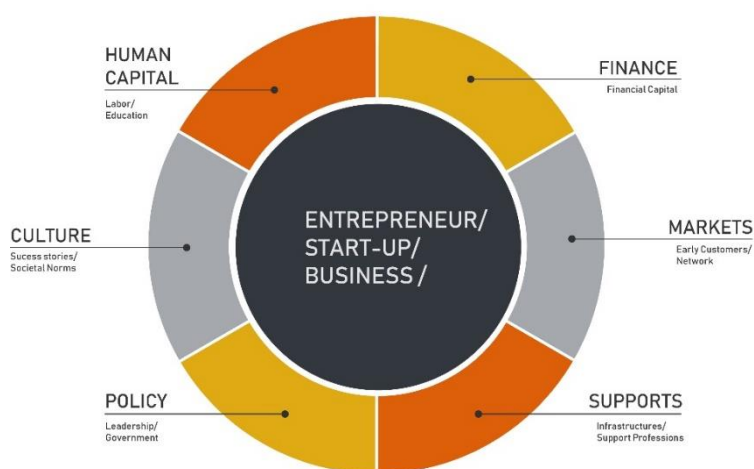 HUMAN
CAPITAL
Labor/
Education
FINANCE
Financial Capital
CULTURE
Sucess stories/
Societal Norms
ENTREPRENEUR/
START-UP/
BUSINESS /
MARKETS
Early Customers/
Network
POLICY
Leadership/
Government
SUPPORTS
Infrastructures/
Support Professions